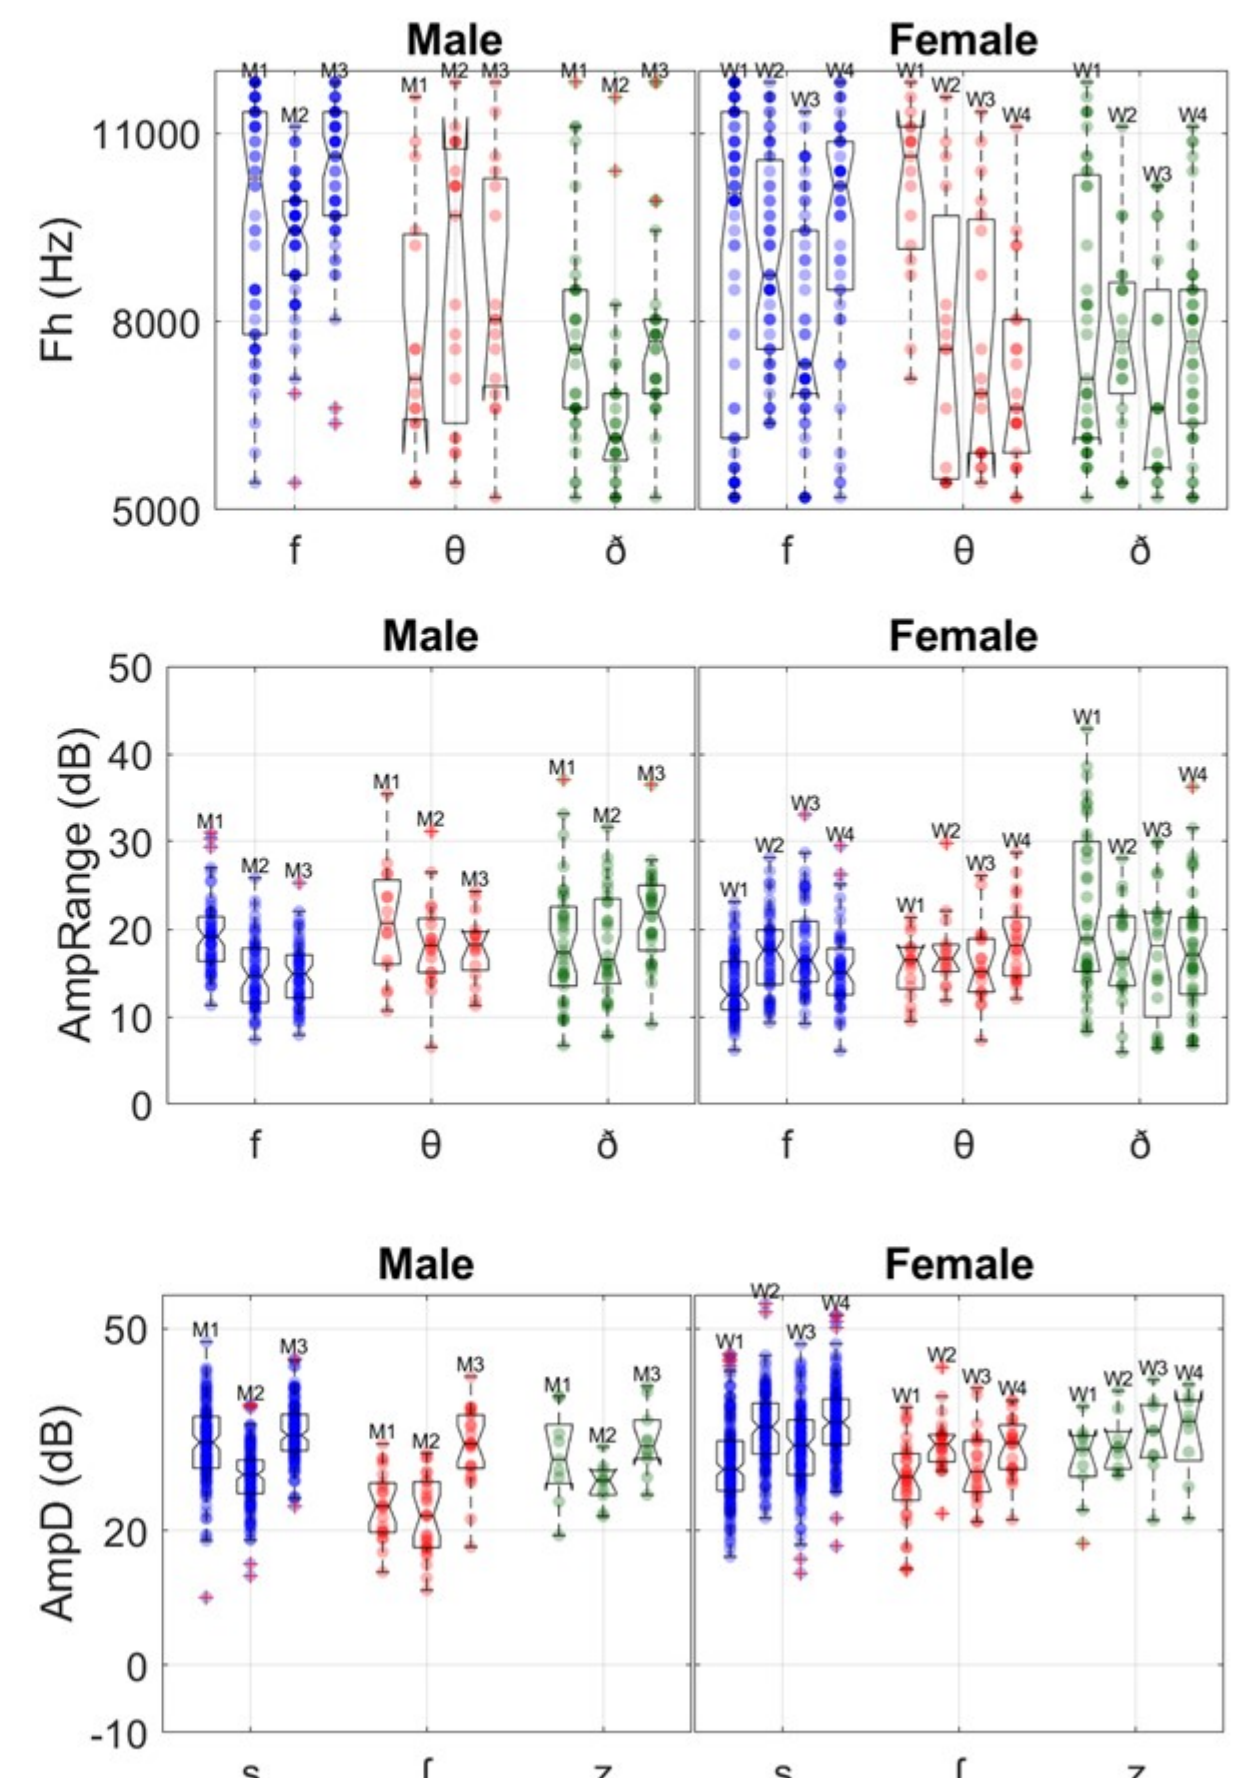 Male Female
M1 M3 M2 M3 M1 M3 W1 W2 W4 W1 W1
M1 M2 W3 W2 W3
M2 W4 W2 W4
W3
11000
8000
5000
Fh (Hz)
f θ ð f θ ð
Male Female
50
40
30
20
10
0
AmpRange (dB)
M1 M2 M3 M1 M2 M3 M1 M2 M3 W1 W2 W3 W4 W1 W2 W3 W4 W1 W2 W3 W4
f θ ð f θ ð
Male Female
50
20
0
-10
AmpD (dB)
M1 M2 M3 M1 M2 M3 M1 M2 M3 W1 W2 W3 W4 W1 W2 W3 W4 W1 W2 W3 W4
s ʃ z s ʃ z